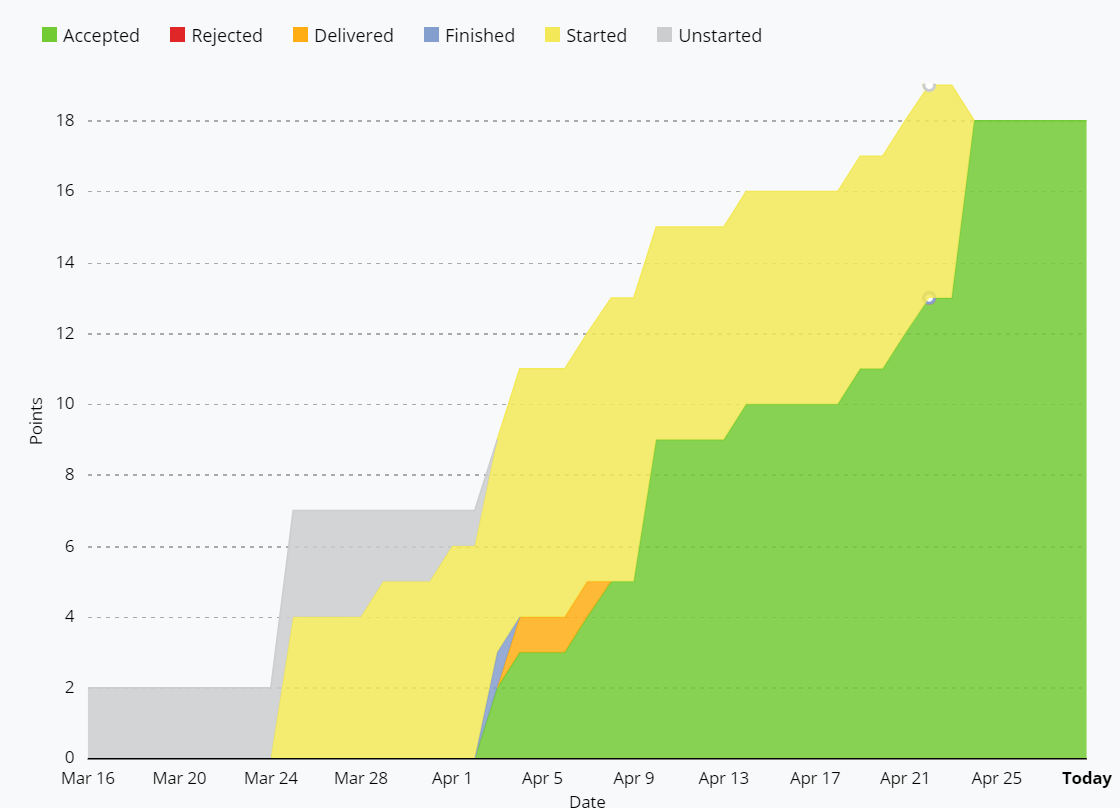 Accepted Rejected Delivered Finished Started Unstarted
18
16
14
12
10
8
6
4
2
0
Points
Mar 16 Mar 20 Mar 24 Mar 28 Apr 1 Apr 5 Apr 9 Apr 13 Apr 17 Apr 21 Apr 25 Today
Date